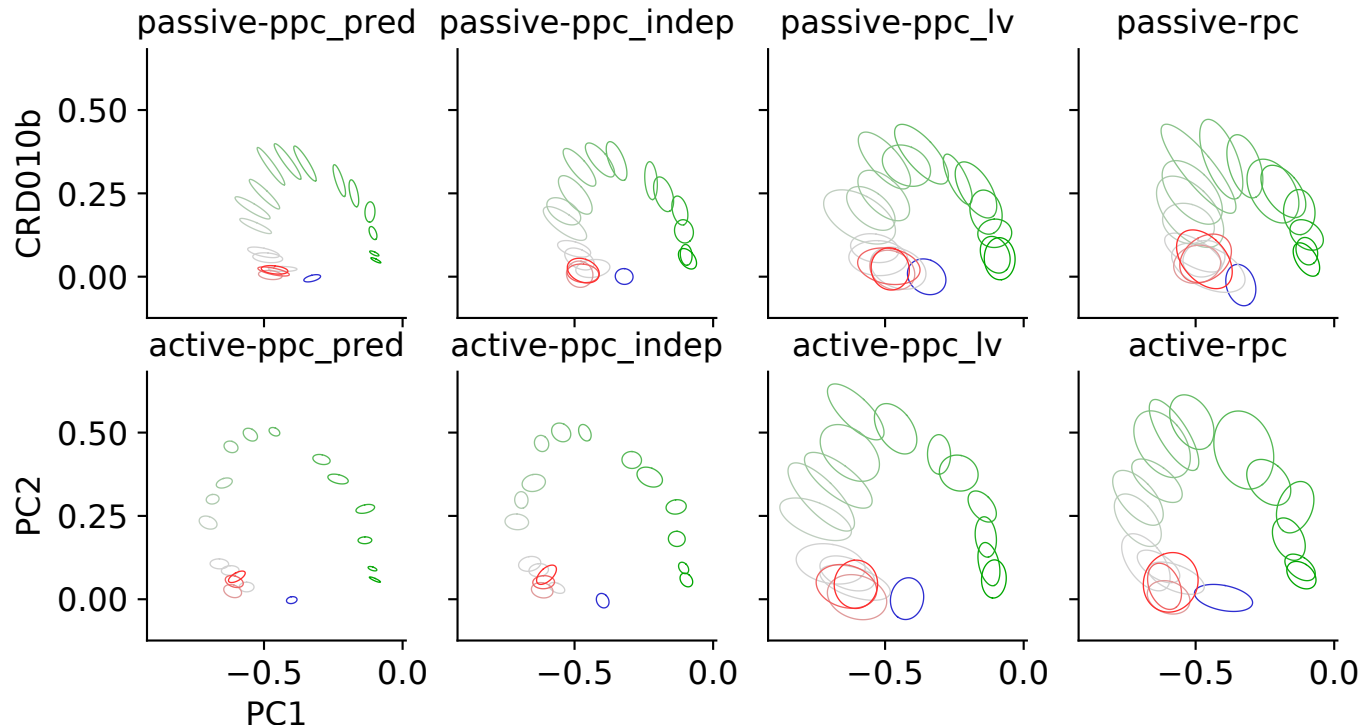 passive-ppc_pred passive-ppc_indep passive-ppc_lv passive-rpc
CRD010b
0.50
0.25
0.00
active-ppc_pred active-ppc_indep active-ppc_lv active-rpc
PC2
0.50
0.25
0.00
−0.5 0.0 −0.5 0.0 −0.5 0.0 −0.5 0.0
PC1